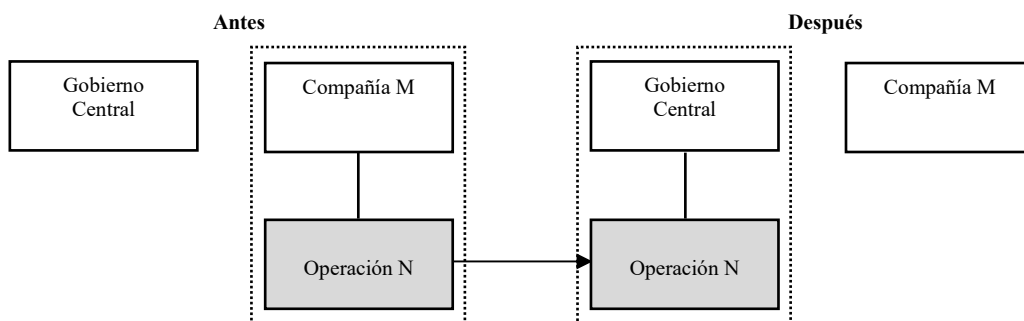 Antes
Después
Gobierno
Central
Compañía M
Gobierno
Central
Compañía M
Operación N
Operación N